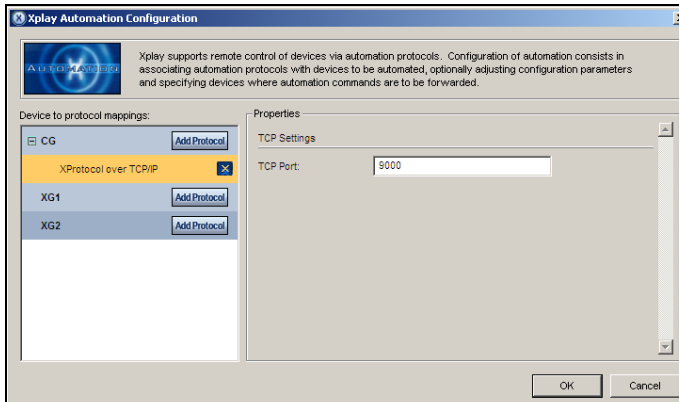 Xplay Automation Configuration
AUTOMATION
Xplay supports remote control of devices via automation protocols. Configuration of automation consists in
associating automation protocols with devices to be automated, optionally adjusting configuration parameters
and specifying devices where automation commands are to be forwarded.
Device to protocol mappings:
Properties
CG
Add Protocol
TCP Settings
XProtocol over TCP/IP
TCP Port:
9000
XG1
Add Protocol
XG2
Add Protocol
OK
Cancel